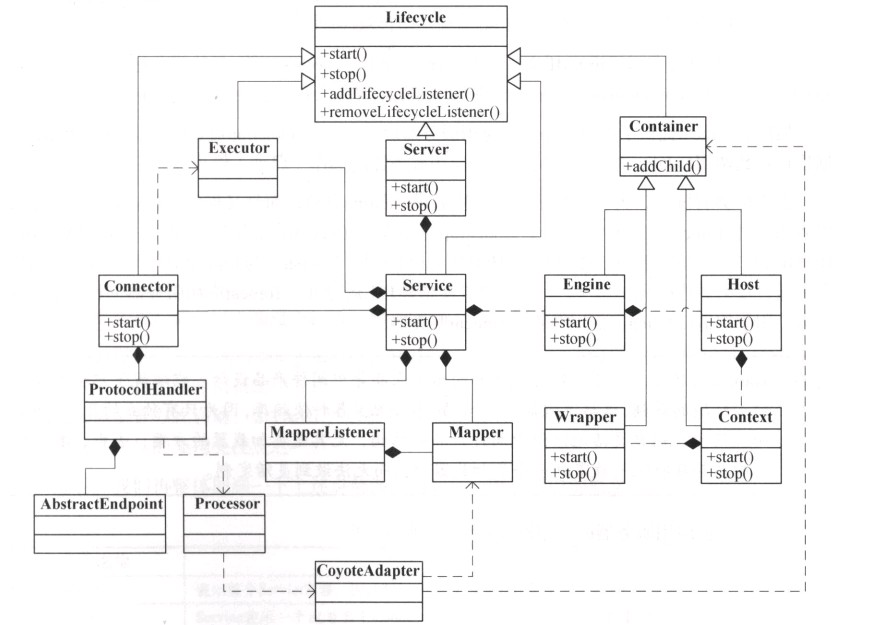 Lifecycle
+start()
+stop()
+addLifecycleListener()
+removeLifecycleListener()
Container
+addChild()
Executor
Server
+start()
+stop()
Connector
+start()
+stop()
Service
+start()
+stop()
Engine
+start()
+stop()
Host
+start()
+stop()
ProtocolHandler
MapperListener
Mapper
Wrapper
+start()
+stop()
Context
+start()
+stop()
AbstractEndpoint
Processor
CoyoteAdapter